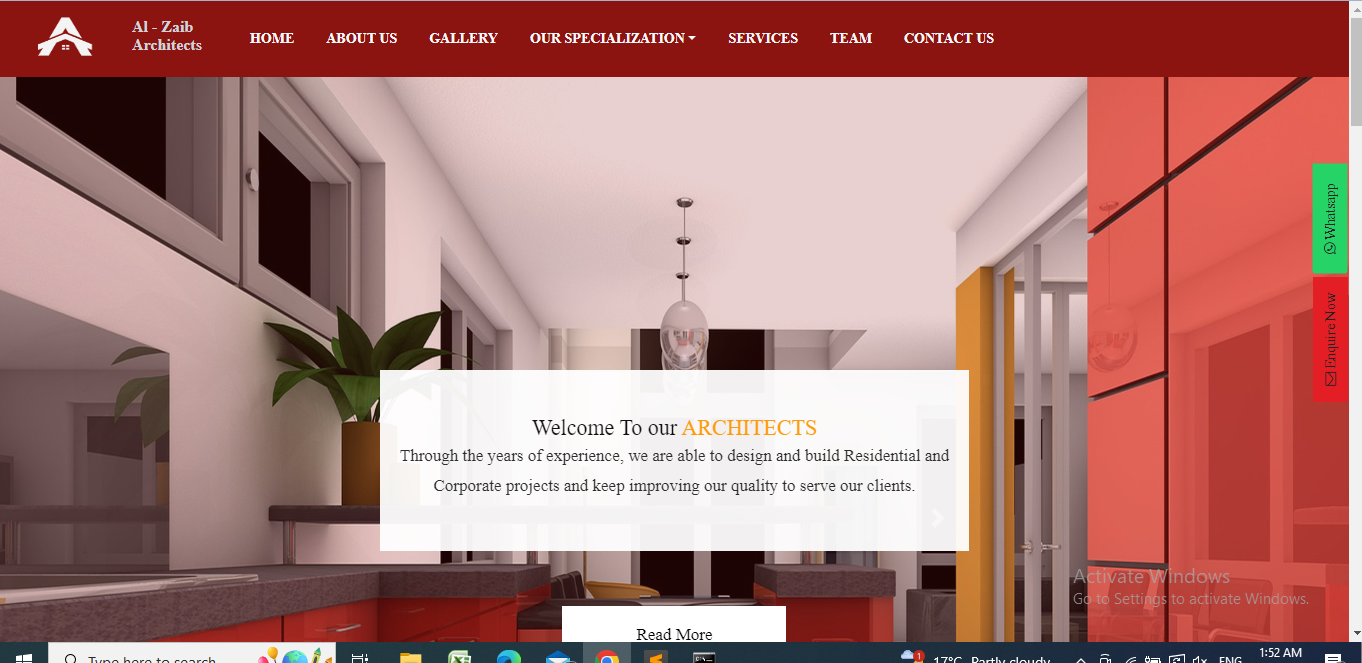 Al - Zaib
Architects
HOME ABOUT US GALLERY OUR SPECIALIZATION SERVICES TEAM CONTACT US
Whatsapp
Enquire Now
Welcome To our ARCHITECTS
Through the years of experience, we are able to design and build Residential and
Corporate projects and keep improving our quality to serve our clients.
Read More
Activate Windows
Go to Settings to activate Windows.
Type here to search
1
17°C Partly cloudy
ENG
1:52 AM